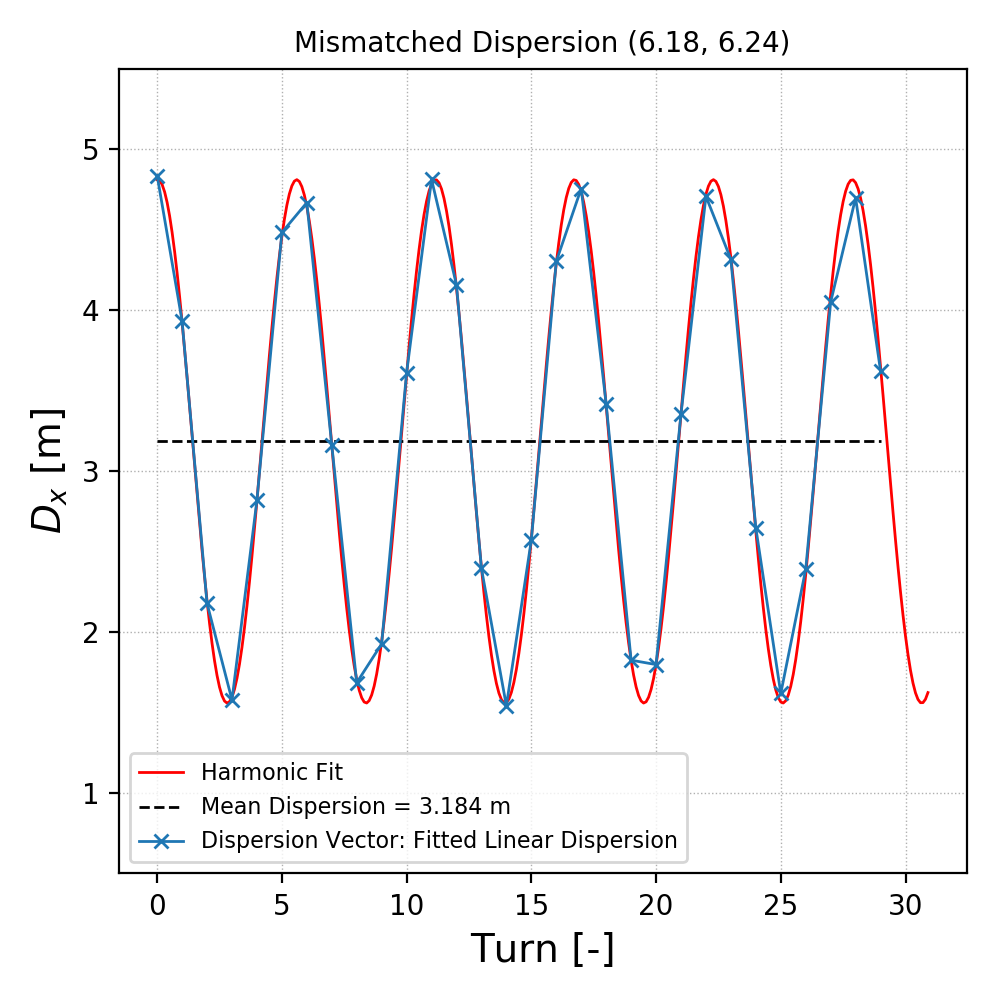 Mismatched Dispersion (6.18, 6.24)
5
4
3
2
1
D_x [m]
Harmonic Fit
Mean Dispersion = 3.184 m
Dispersion Vector: Fitted Linear Dispersion
0 5 10 15 20 25 30
Turn [-]